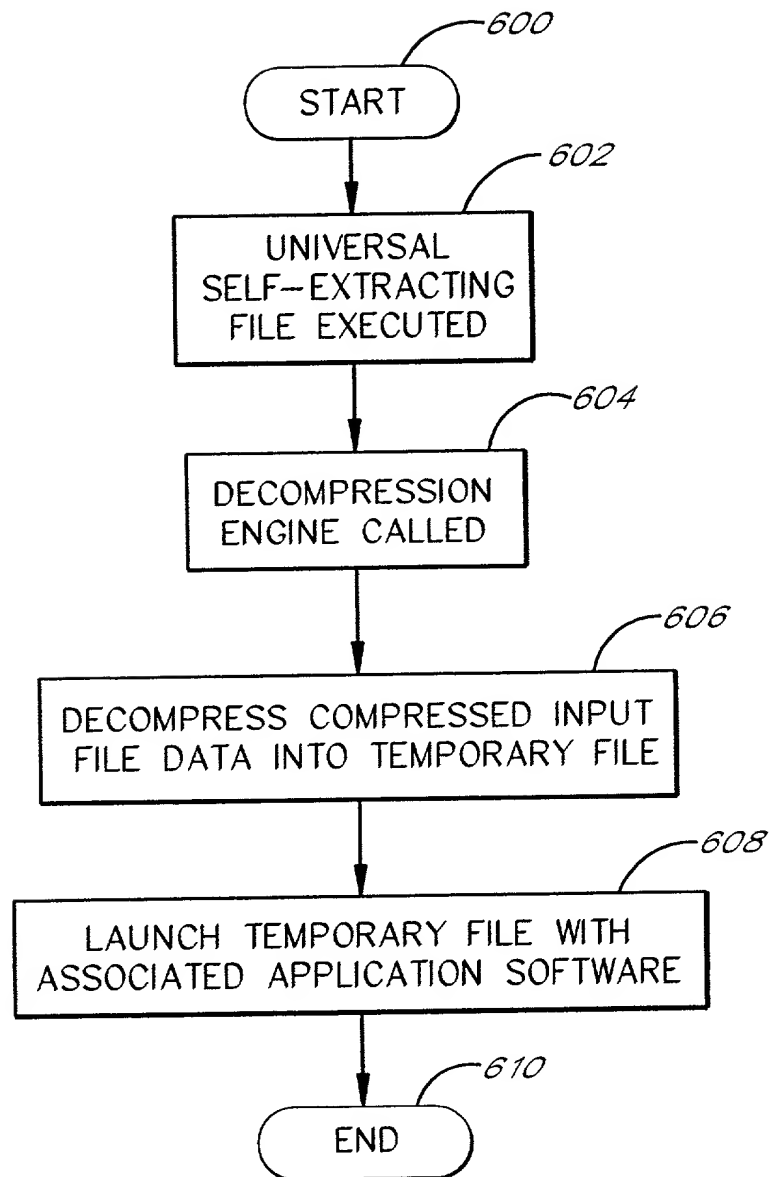 600
START
602
UNIVERSAL
SELF-EXTRACTING
FILE EXECUTED
604
DECOMPRESSION
ENGINE CALLED
606
DECOMPRESS COMPRESSED INPUT
FILE DATA INTO TEMPORARY FILE
608
LAUNCH TEMPORARY FILE WITH
ASSOCIATED APPLICATION SOFTWARE
610
END